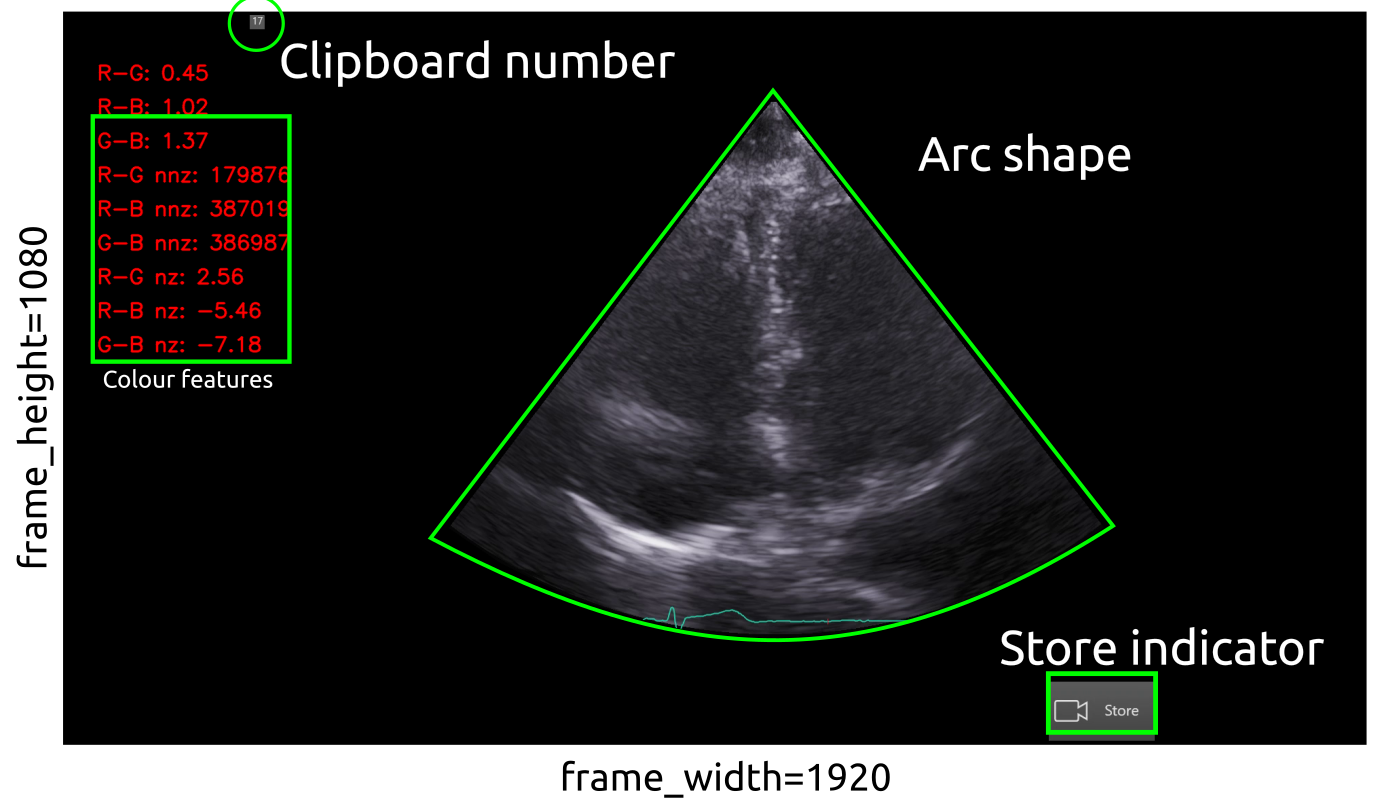 17
Clipboard number
R-G: 0.45
R-B: 1.02
G-B: 1.37
R-G nnz: 179876
R-B nnz: 387019
G-B nnz: 386987
R-G nz: 2.56
R-B nz: -5.46
G-B nz: -7.18
Colour features
Arc shape
frame_height=1080
Store indicator
Store
frame_width=1920